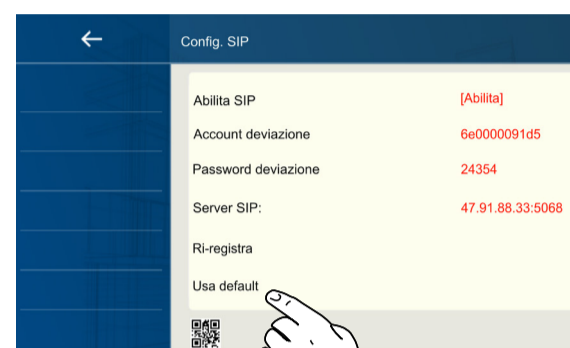 Config. SIP
Abilita SIP [Abilita]
Account deviazione 6e0000091d5
Password deviazione 24354
Server SIP: 47.91.88.33:5068
Ri-registra
Usa default